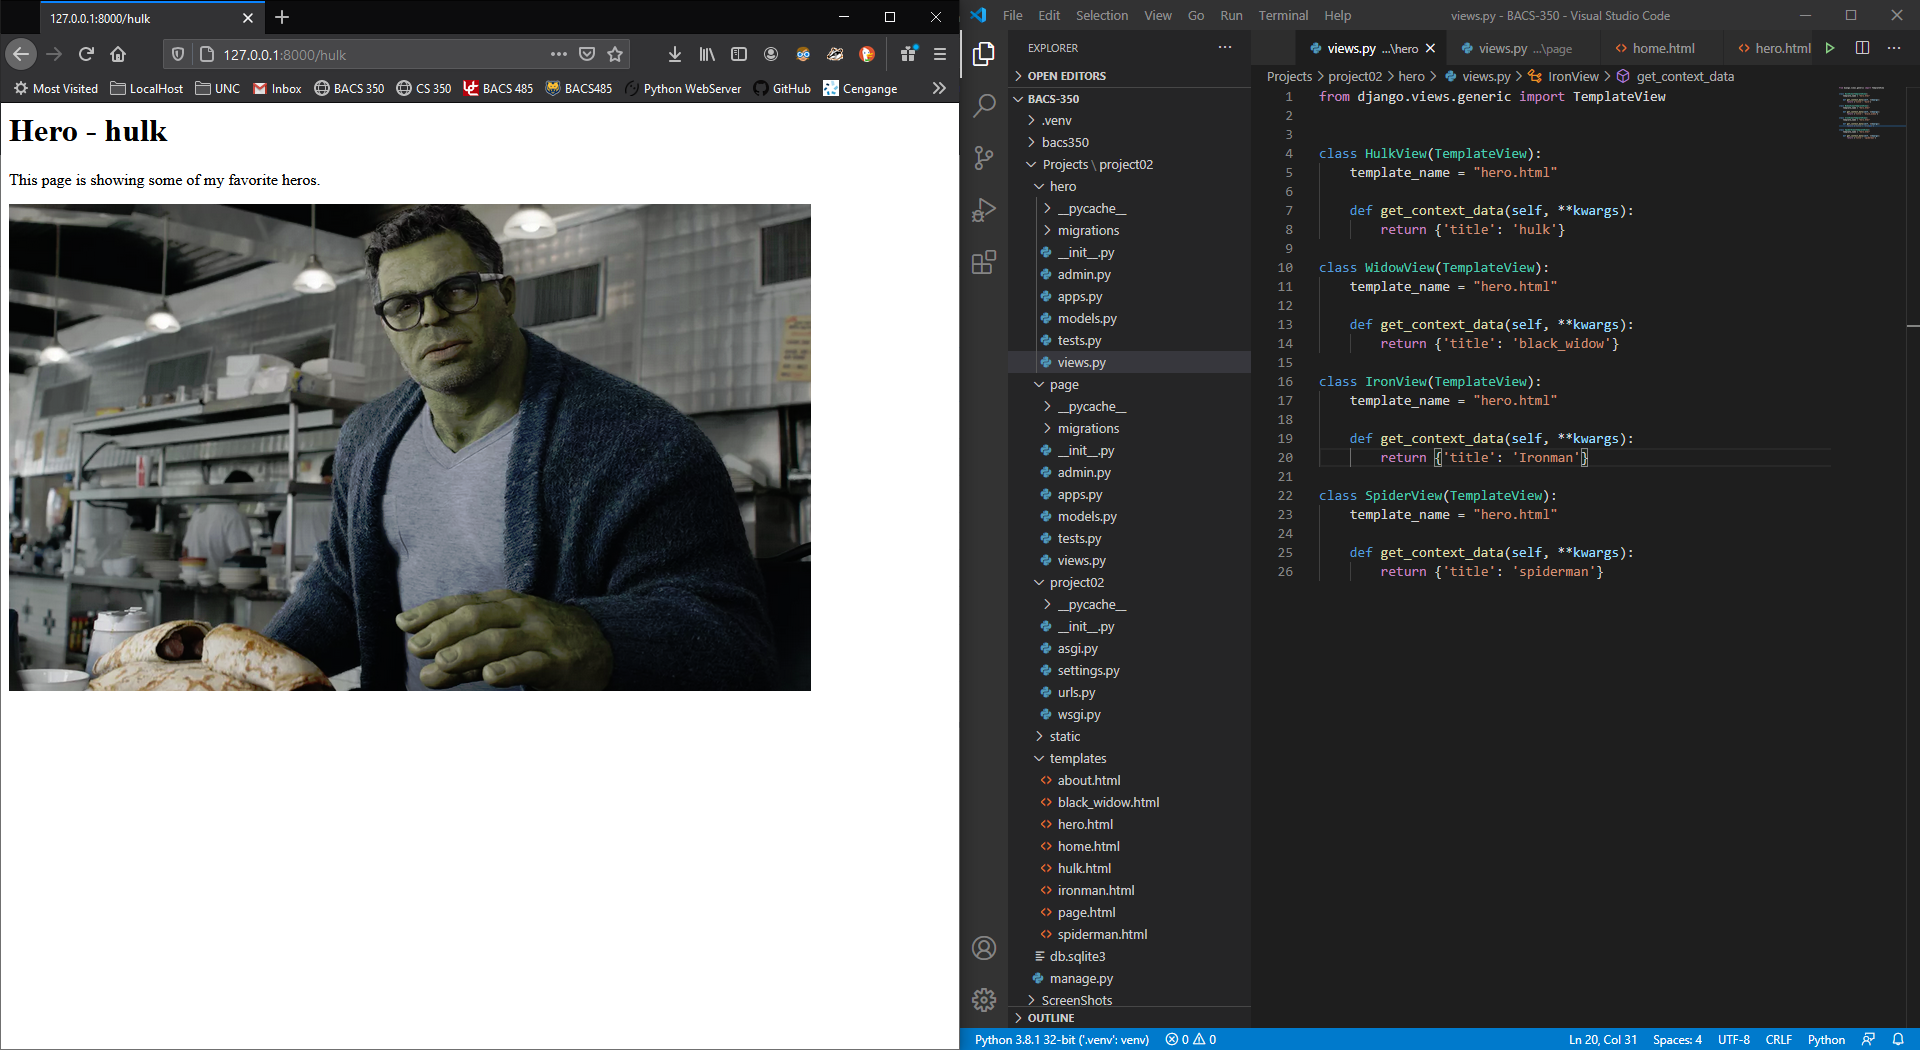 127.0.0.1:8000/hulk
127.0.0.1:8000/hulk
Most Visited LocalHost UNC Inbox BACS 350 CS 350 BACS 485 BACS485 Python WebServer GitHub Cengange
Hero - hulk
This page is showing some of my favorite heros.
File Edit Selection View Go Run Terminal Help
views.py - BACS-350 - Visual Studio Code
EXPLORER
OPEN EDITORS
BACS-350
.venv
bacs350
Projects \ project02
hero
__pycache__
migrations
__init__.py
admin.py
apps.py
models.py
tests.py
views.py
page
__pycache__
migrations
__init__.py
admin.py
apps.py
models.py
tests.py
views.py
project02
__pycache__
__init__.py
asgi.py
settings.py
urls.py
wsgi.py
static
templates
about.html
black_widow.html
hero.html
home.html
hulk.html
ironman.html
page.html
spiderman.html
db.sqlite3
manage.py
ScreenShots
OUTLINE
views.py ...\hero views.py ...\page home.html hero.html
Projects > project02 > hero > views.py > IronView > get_context_data
1 from django.views.generic import TemplateView
2
3
4 class HulkView(TemplateView):
5 template_name = "hero.html"
6
7 def get_context_data(self, **kwargs):
8 return {'title': 'hulk'}
9
10 class WidowView(TemplateView):
11 template_name = "hero.html"
12
13 def get_context_data(self, **kwargs):
14 return {'title': 'black_widow'}
15
16 class IronView(TemplateView):
17 template_name = "hero.html"
18
19 def get_context_data(self, **kwargs):
20 return {'title': 'Ironman'}
21
22 class SpiderView(TemplateView):
23 template_name = "hero.html"
24
25 def get_context_data(self, **kwargs):
26 return {'title': 'spiderman'}
Python 3.8.1 32-bit ('.venv': venv) 0 0 Ln 20, Col 31 Spaces: 4 UTF-8 CRLF Python